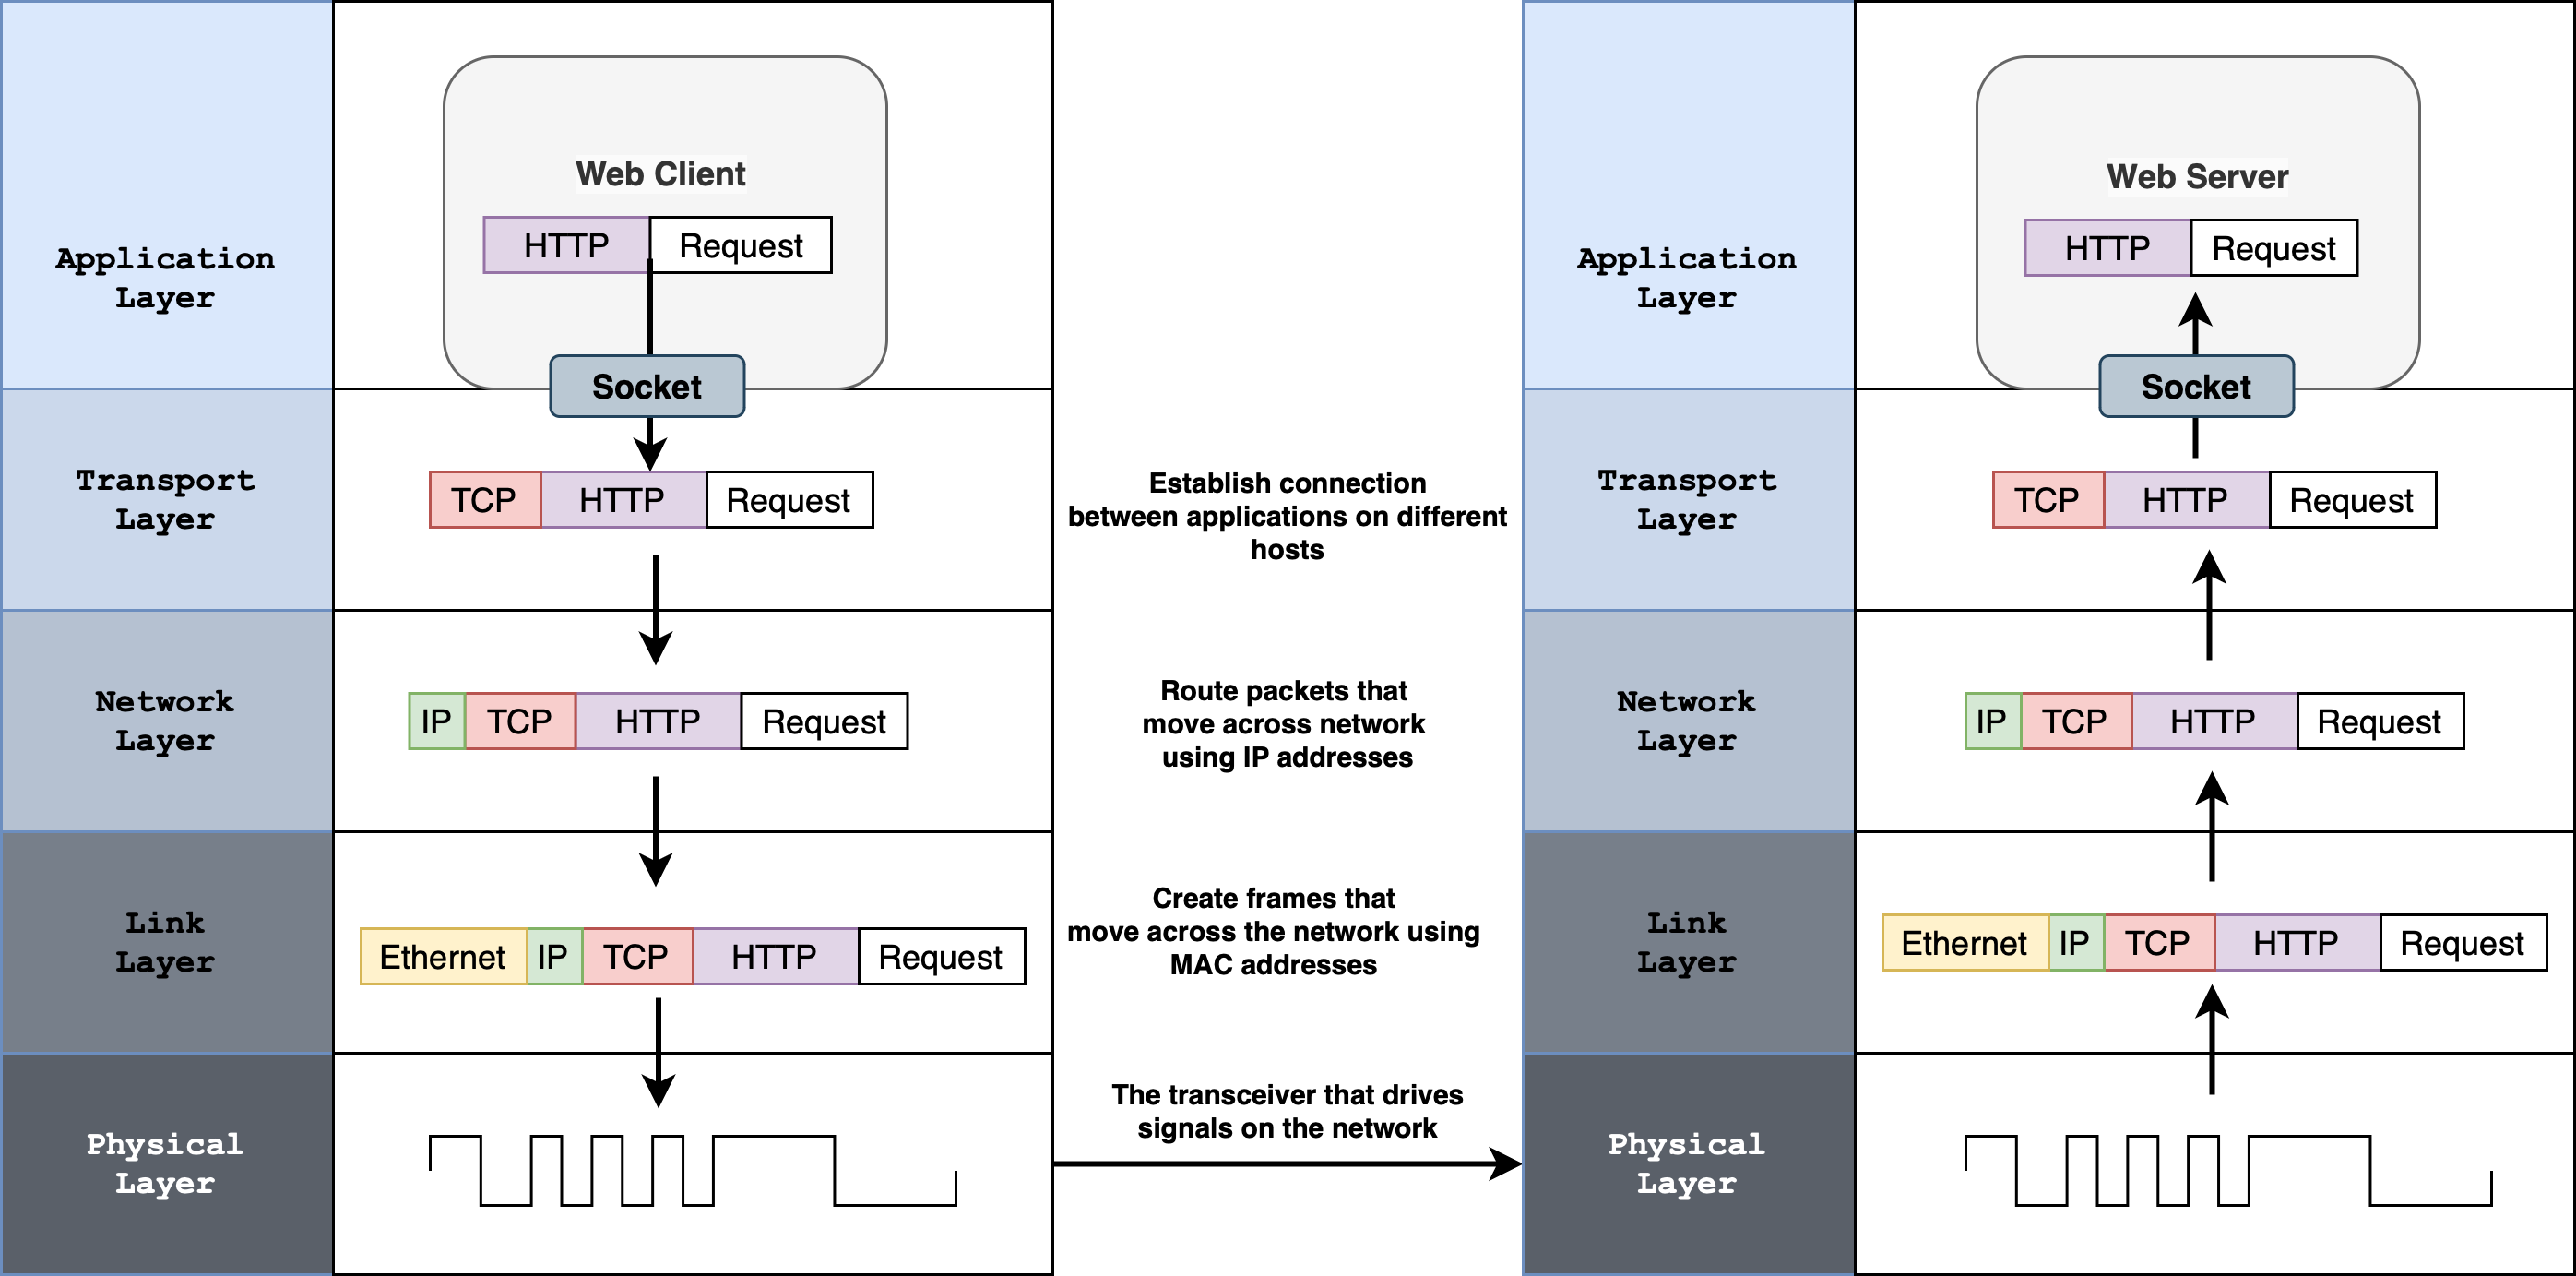 Web Client
HTTP Request
Application
Layer
Socket
Transport
Layer
TCP HTTP Request
Network
Layer
IP TCP HTTP Request
Link
Layer
Ethernet IP TCP HTTP Request
Physical
Layer
Establish connection
between applications on different
hosts
Route packets that
move across network
using IP addresses
Create frames that
move across the network using
MAC addresses
The transceiver that drives
signals on the network
Web Server
HTTP Request
Application
Layer
Socket
Transport
Layer
TCP HTTP Request
Network
Layer
IP TCP HTTP Request
Link
Layer
Ethernet IP TCP HTTP Request
Physical
Layer